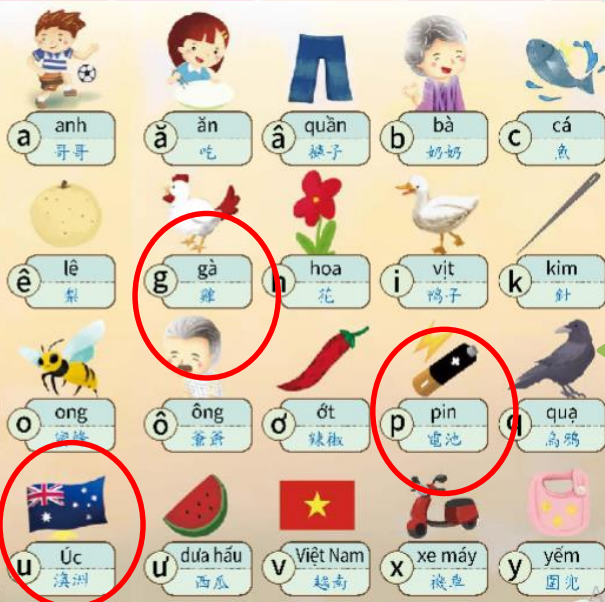 a
anh
哥哥
ă
ăn
吃
â
quần
褲子
b
bà
奶奶
c
cá
魚
ê
lê
梨
g
gà
雞
h
hoa
花
i
vịt
鴨子
k
kim
針
o
ong
蜜蜂
ô
ông
爺爺
ơ
ớt
辣椒
p
pin
電池
q
quạ
烏鴉
u
Úc
澳洲
ư
dưa hấu
西瓜
v
Việt Nam
越南
x
xe máy
機車
y
yếm
圍兜